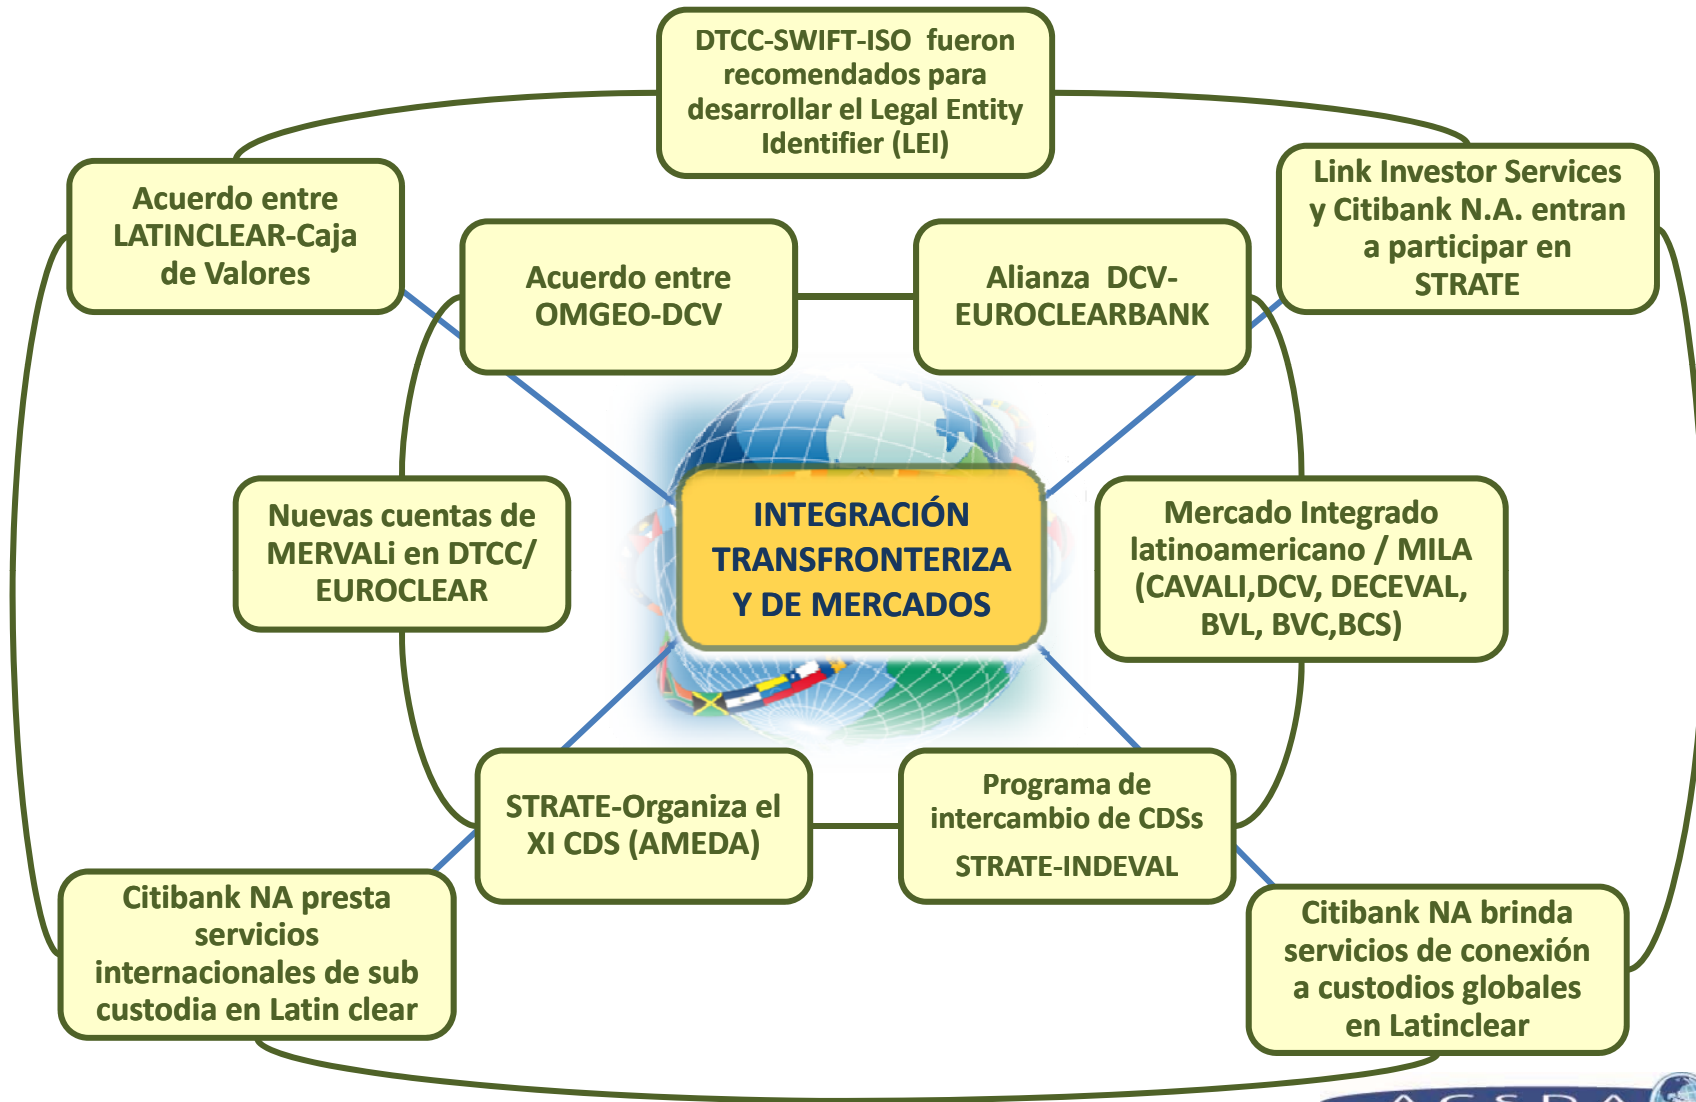 DTCC-SWIFT-ISO fueron
recomendados para
desarrollar el Legal Entity
Identifier (LEI)
Acuerdo entre
LATINCLEAR-Caja
de Valores
Link Investor Services
y Citibank N.A. entran
a participar en
STRATE
Acuerdo entre
OMGEO-DCV
Alianza DCV-
EUROCLEARBANK
Nuevas cuentas de
MERVALi en DTCC/
EUROCLEAR
INTEGRACIÓN
TRANSFRONTERIZA
Y DE MERCADOS
Mercado Integrado
latinoamericano / MILA
(CAVALI,DCV, DECEVAL,
BVL, BVC,BCS)
STRATE-Organiza el
XI CDS (AMEDA)
Programa de
intercambio de CDSs
STRATE-INDEVAL
Citibank NA presta
servicios
internacionales de sub
custodia en Latin clear
Citibank NA brinda
servicios de conexión
a custodios globales
en Latinclear
ACSDA